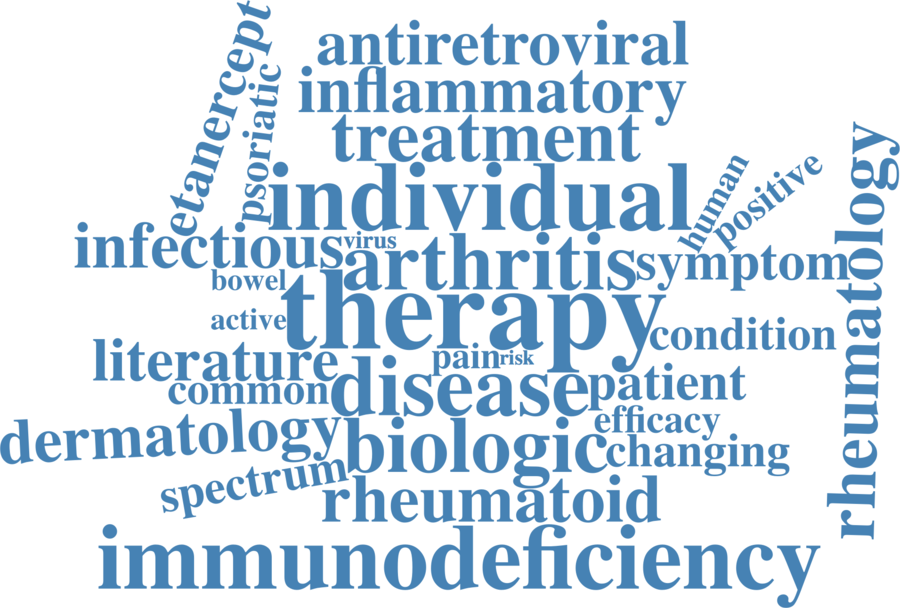 etanercept
psoriatic
antiretroviral
inflammatory
treatment
individual
human
positive
rheumatology
infectious
virus
arthritis
symptom
bowel
therapy
active
condition
literature
pain
risk
common
disease
patient
efficacy
dermatology
biologic
changing
spectrum
rheumatoid
immunodeficiency